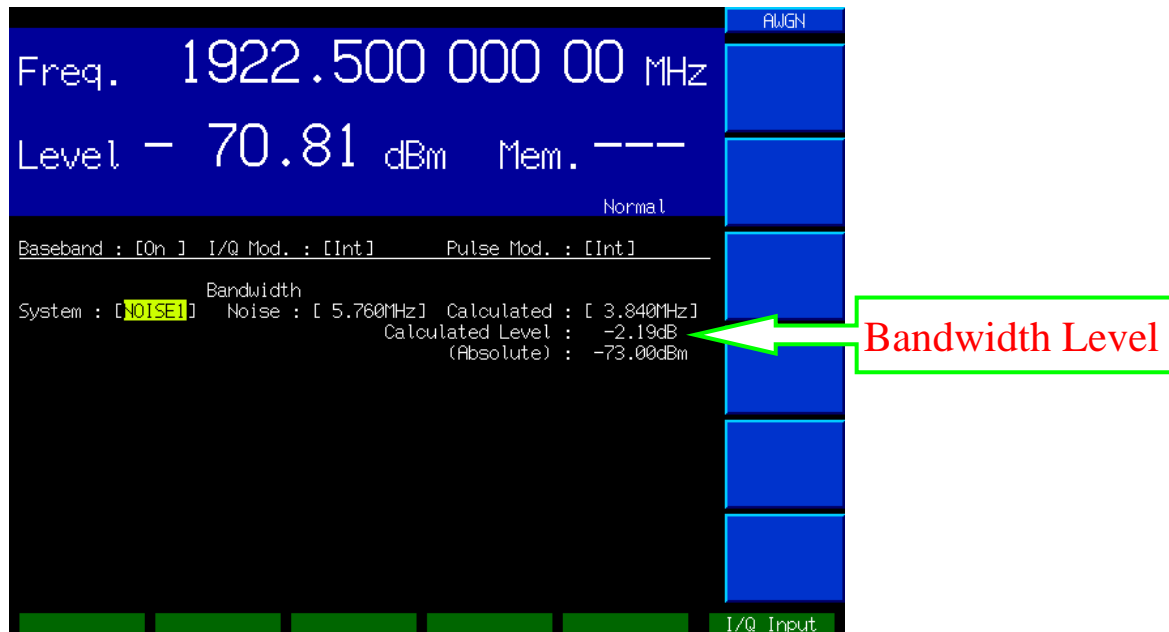 AWGN
Freq. 1922.500 000 00 MHz
Level - 70.81 dBm Mem.---
Normal
Baseband : [On ] I/Q Mod. : [Int] Pulse Mod. : [Int]
Bandwidth
System : [NOISE1] Noise : [ 5.760MHz] Calculated : [ 3.840MHz]
Calculated Level : -2.19dB
(Absolute) : -73.00dBm
Bandwidth Level
I/Q Input